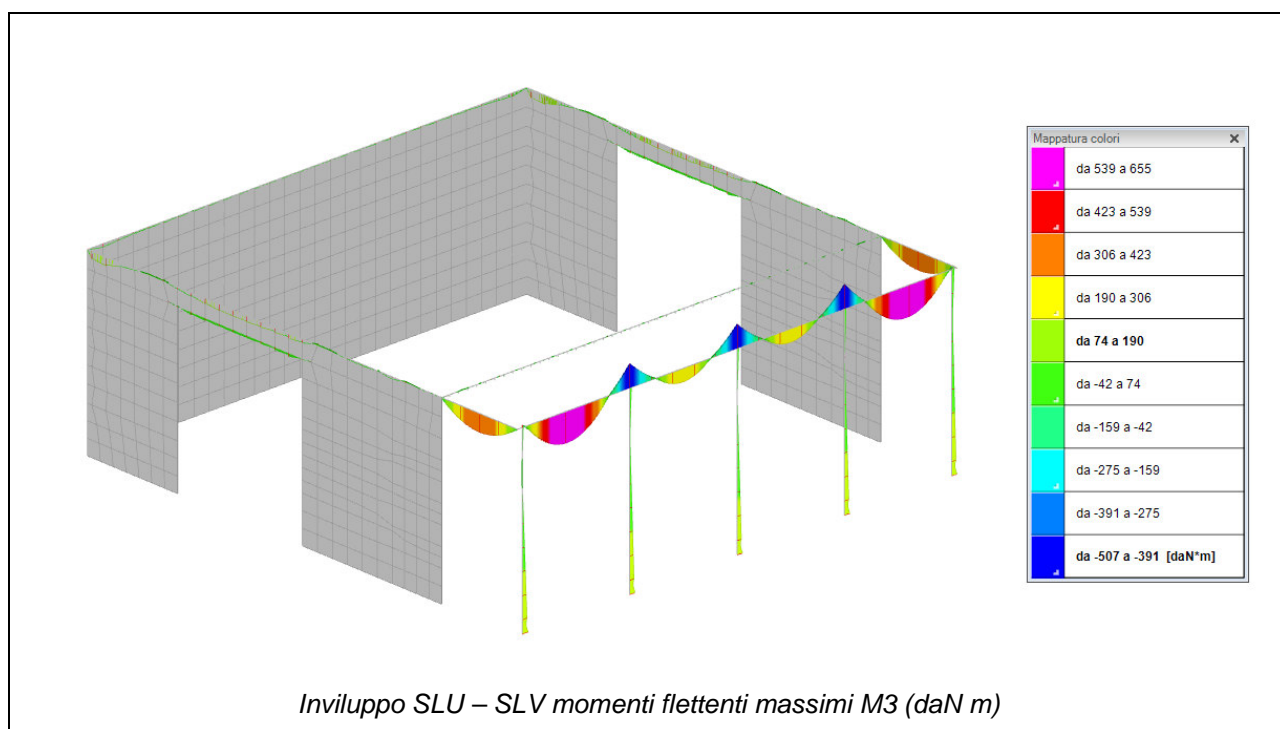 Mappatura colori
da 539 a 655
da 423 a 539
da 306 a 423
da 190 a 306
da 74 a 190
da -42 a 74
da -159 a -42
da -275 a -159
da -391 a -275
da -507 a -391 [daN*m]
Inviluppo SLU – SLV momenti flettenti massimi M3 (daN m)